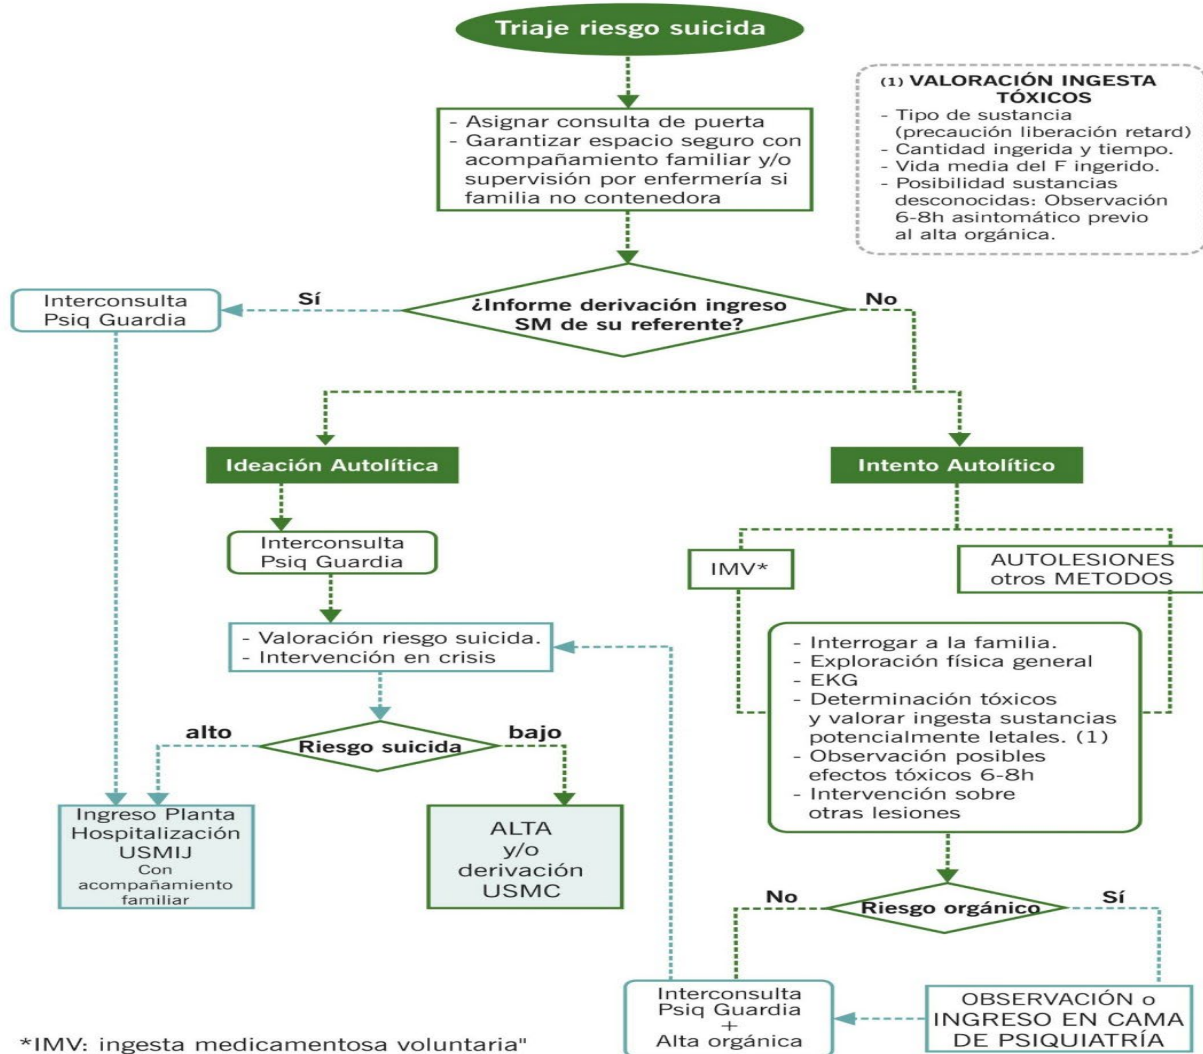 Triaje riesgo suicida
(1) VALORACIÓN INGESTA
TÓXICOS
- Tipo de sustancia
(precaución liberación retard)
- Cantidad ingerida y tiempo.
- Vida media del F ingerido.
- Posibilidad sustancias
desconocidas: Observación
6-8h asintomático previo
al alta orgánica.
- Asignar consulta de puerta
- Garantizar espacio seguro con
acompañamiento familiar y/o
supervisión por enfermería si
familia no contenedora
¿Informe derivación ingreso
SM de su referente?
Sí
No
Interconsulta
Psiq Guardia
Ideación Autolítica
Intento Autolítico
Interconsulta
Psiq Guardia
IMV*
AUTOLESIONES
otros METODOS
- Valoración riesgo suicida.
- Intervención en crisis
- Interrogar a la familia.
- Exploración física general
- EKG
- Determinación tóxicos
y valorar ingesta sustancias
potencialmente letales. (1)
- Observación posibles
efectos tóxicos 6-8h
- Intervención sobre
otras lesiones
alto
Riesgo suicida
bajo
Ingreso Planta
Hospitalización
USMIJ
Con
acompañamiento
familiar
ALTA
y/o
derivación
USMC
No
Riesgo orgánico
Sí
Interconsulta
Psiq Guardia
+
Alta orgánica
OBSERVACIÓN o
INGRESO EN CAMA
DE PSIQUIATRÍA
*IMV: ingesta medicamentosa voluntaria"